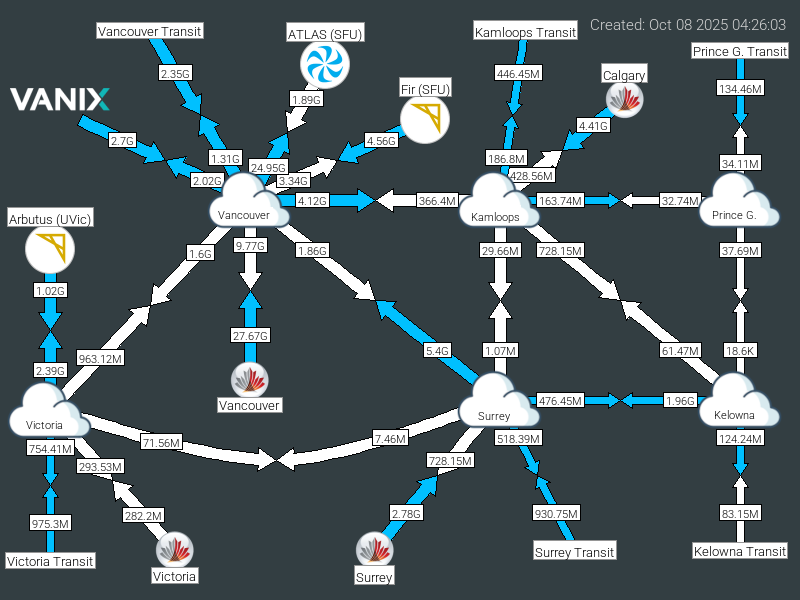 Created: Oct 08 2025 04:26:03
Vancouver Transit
ATLAS (SFU)
Kamloops Transit
Prince G. Transit
2.35G
446.45M
Calgary
134.46M
VANIX
1.89G
Fir (SFU)
2.7G
4.56G
4.41G
1.31G
24.95G
186.8M
34.11M
2.02G
3.34G
428.56M
4.12G
366.4M
163.74M
32.74M
Vancouver
Kamloops
Prince G.
Arbutus (UVic)
1.6G
9.77G
1.86G
29.66M
728.15M
37.69M
1.02G
27.67G
963.12M
5.4G
1.07M
61.47M
18.6K
2.39G
Vancouver
476.45M
1.96G
Victoria
Surrey
Kelowna
754.41M
71.56M
7.46M
518.39M
124.24M
293.53M
728.15M
975.3M
282.2M
2.78G
930.75M
83.15M
Victoria Transit
Victoria
Surrey
Surrey Transit
Kelowna Transit